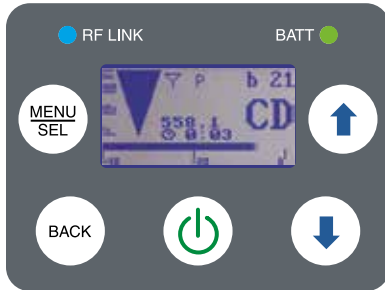 RF LINK
BATT
MENU
SEL
P
b 21
CD
558.1
0:03
BACK